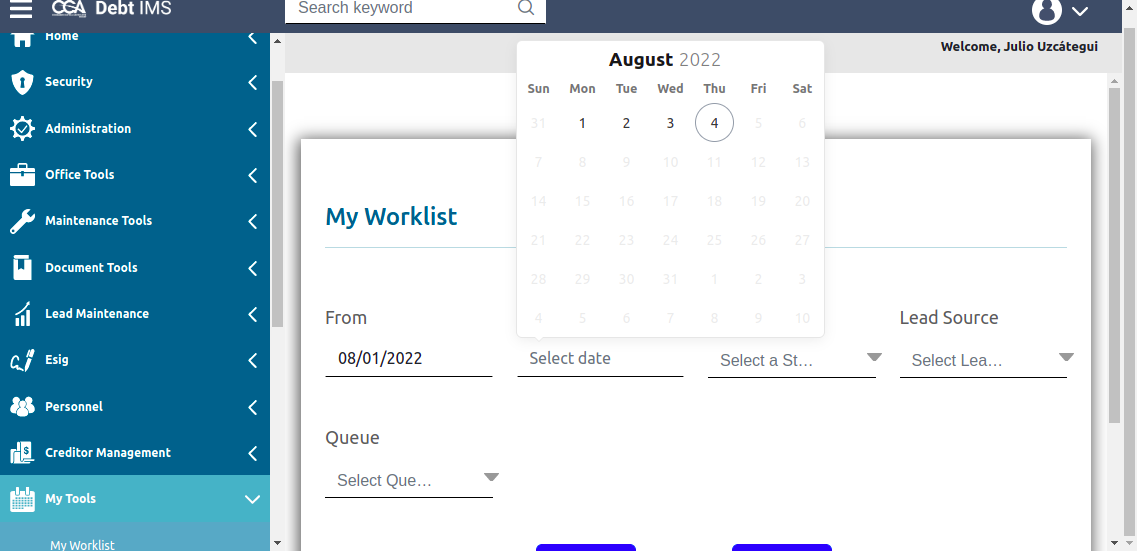 CGA Debt IMS
Search keyword
Welcome, Julio Uzcátegui
Home
Security
Administration
Office Tools
Maintenance Tools
Document Tools
Lead Maintenance
Esig
Personnel
Creditor Management
My Tools
My Worklist
August 2022
Sun Mon Tue Wed Thu Fri Sat
31 1 2 3 4 5 6
7 8 9 10 11 12 13
14 15 16 17 18 19 20
21 22 23 24 25 26 27
28 29 30 31 1 2 3
4 5 6 7 8 9 10
My Worklist
From
08/01/2022
Select date
Select a St...
Lead Source
Select Lea...
Queue
Select Que...